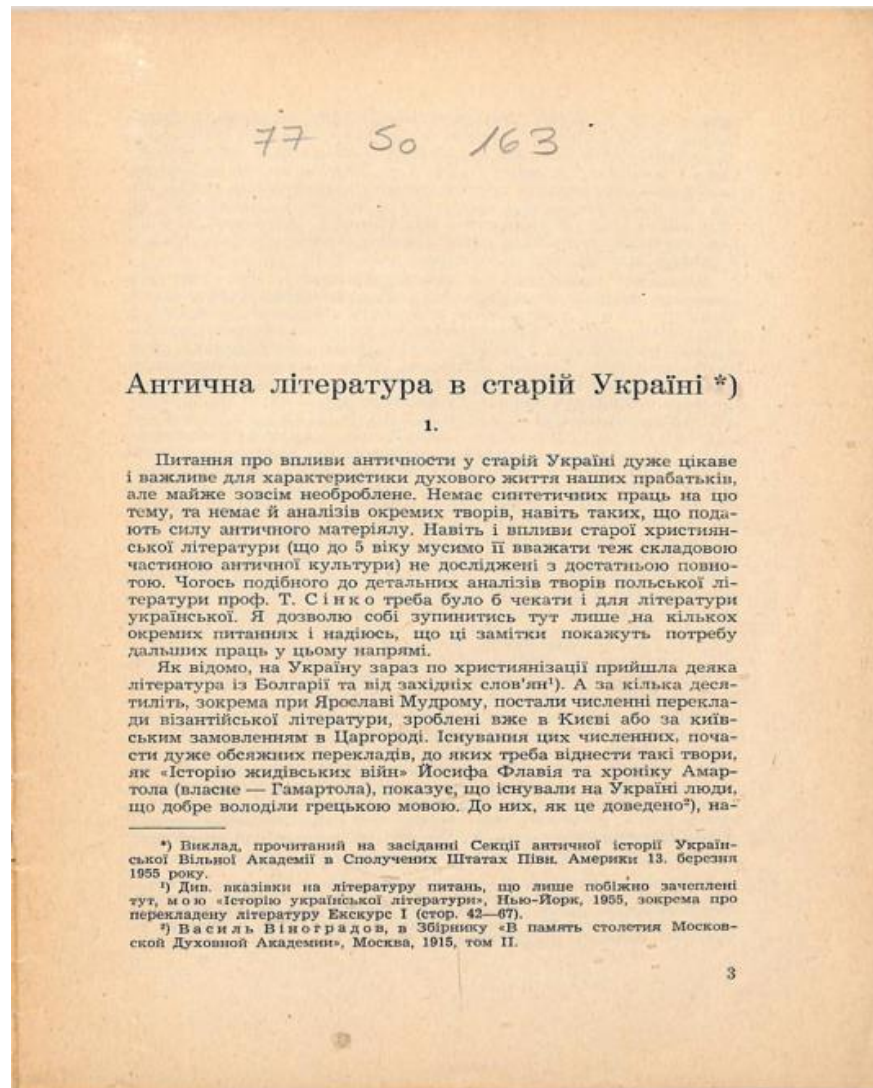 77 50 163
Антична література в старій Україні *)
1.
Питання про впливи античности у старій Україні дуже цікаве
і важливе для характеристики духового життя наших прабатьків,
але майже зовсім необроблене. Немає синтетичних праць на цю
тему, та немає й аналізів окремих творів, навіть таких, що пода-
ють силу античного матеріялу. Навіть і впливи старої християн-
ської літератури (що до 5 віку мусимо її вважати теж складовою
частиною античної культури) не досліджені з достатньою повно-
тою. Чогось подібного до детальних аналізів творів польської лі-
тератури проф. Т. Сінко треба було б чекати і для літератури
української. Я дозволю собі зупинитись тут лише на кількох
окремих питаннях і надіюсь, що ці замітки покажуть потребу
дальших праць у цьому напрямі.
Як відомо, на Україну зараз по християнізації прийшла деяка
література із Болгарії та від західніх слов'ян¹). А за кілька деся-
тиліть, зокрема при Ярославі Мудрому, постали численні перекла-
ди візантійської літератури, зроблені вже в Києві або за київ-
ським замовленням в Царгороді. Існування цих численних, поча-
сти дуже обсяжних перекладів, до яких треба віднести такі твори,
як «Історію жидівських війн» Йосифа Флавія та хроніку Амар-
тола (власне — Гамартола), показує, що існували на Україні люди,
що добре володіли грецькою мовою. До них, як це доведено²), на-
*) Виклад, прочитаний на засіданні Секції античної історії Україн-
ської Вільної Академії в Сполучених Штатах Півн. Америки 13. березня
1955 року.
¹) Див. вказівки на літературу питань, що лише побіжно зачеплені
тут, мою «Історію української літератури», Нью-Йорк, 1955, зокрема про
перекладену літературу Екскурс I (стор. 42—67).
²) Василь Віноградов, в Збірнику «В память столетия Москов-
ской Духовной Академии», Москва, 1915, том II.
3